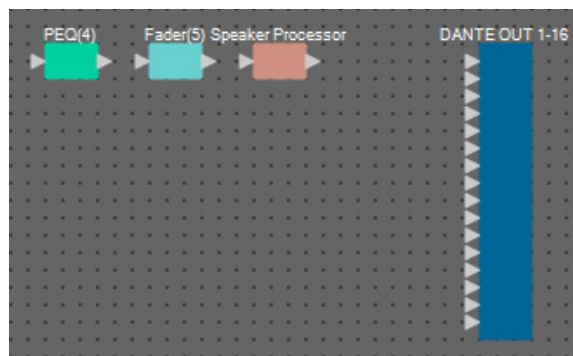 PEQ(4) Fader(5) Speaker Processor DANTE OUT 1-16